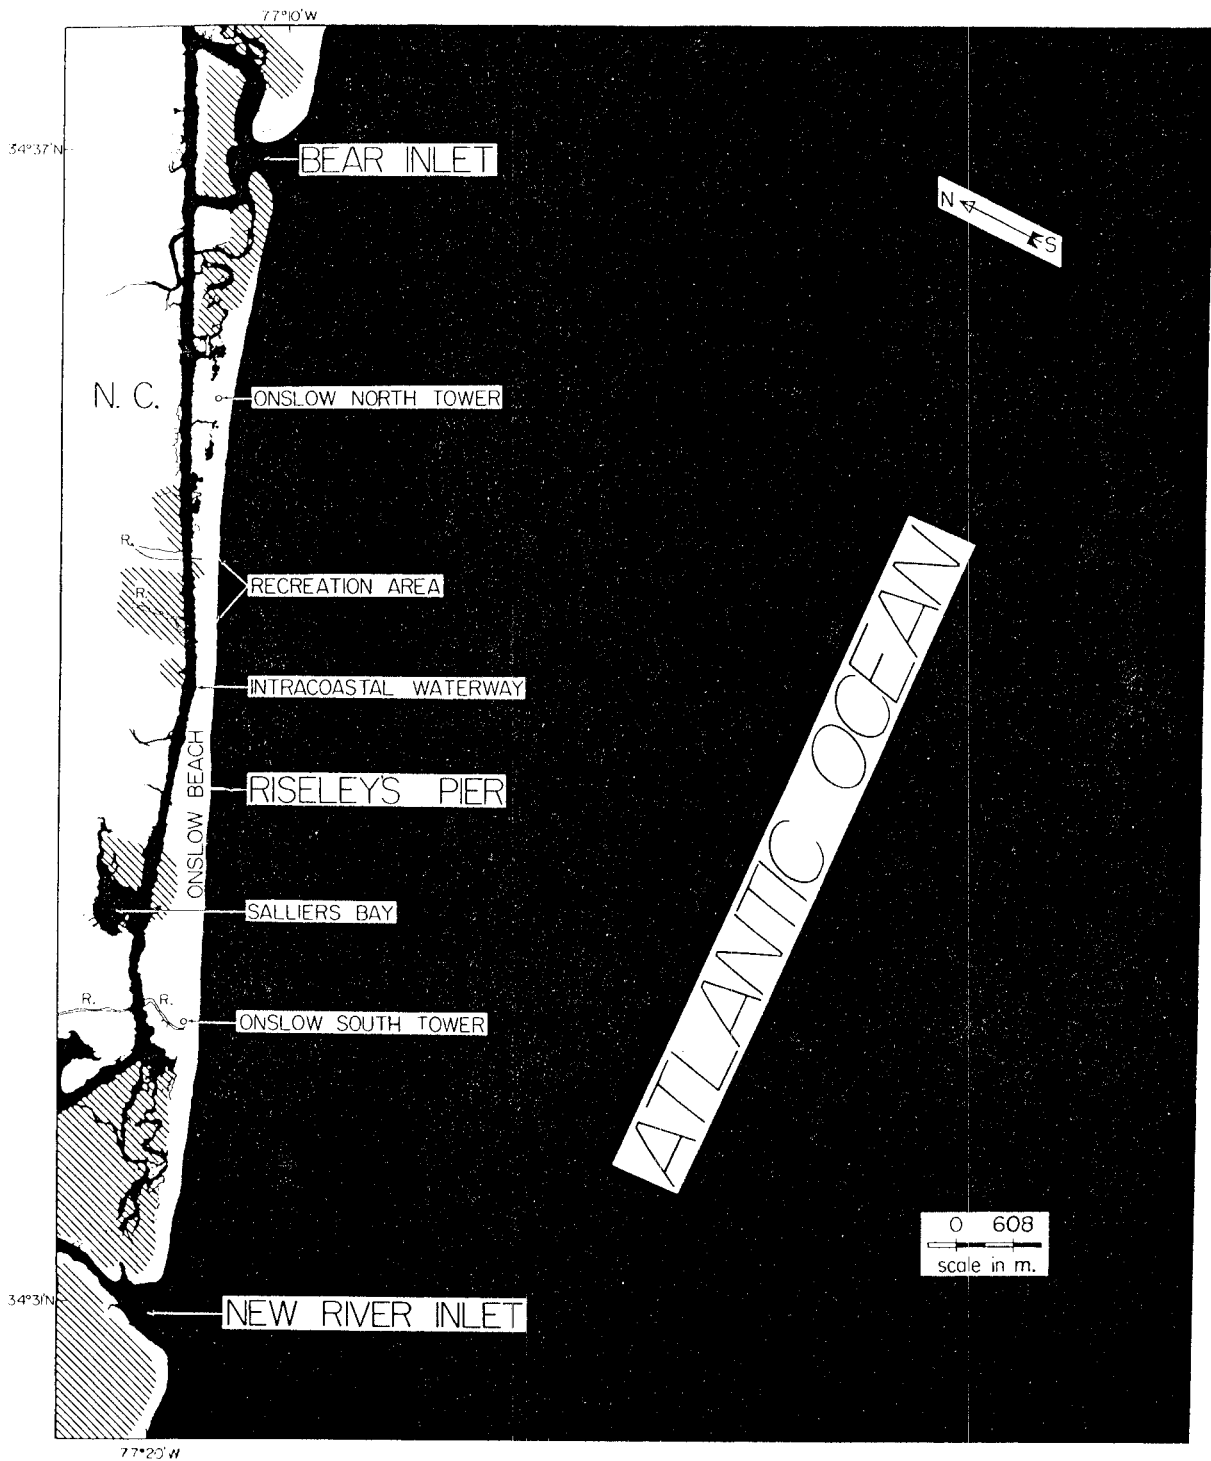 77°10'W
34°37'N
BEAR INLET
N
S
N. C.
ONSLOW NORTH TOWER
R.
RECREATION AREA
R.
INTRACOASTAL WATERWAY
ONSLOW BEACH
RISELEY'S PIER
SALLIERS BAY
R.
R.
ONSLOW SOUTH TOWER
ATLANTIC OCEAN
0 608
scale in m.
34°31'N
NEW RIVER INLET
77°20'W